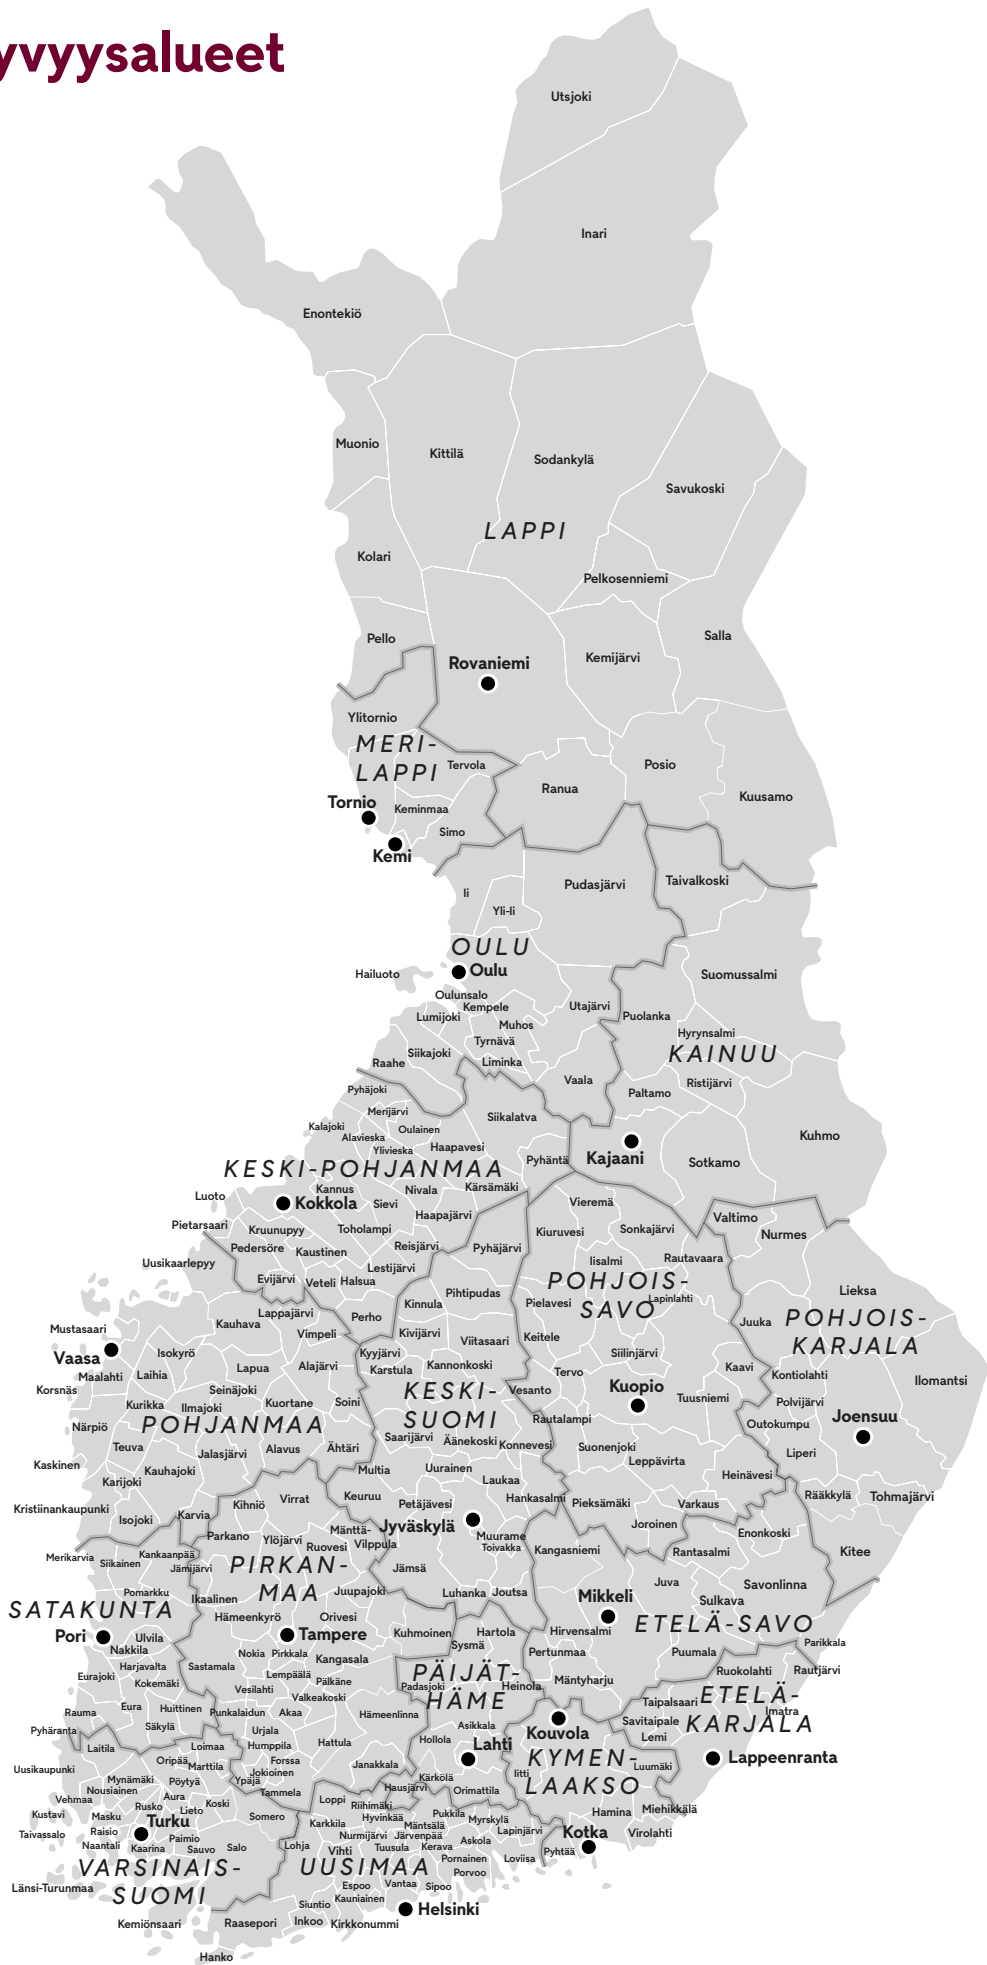 yvyysalueet
Utsjoki
Inari
Enontekiö
Muonio
Kittilä
Sodankylä
Savukoski
LAPPI
Kolari
Pelkosenniemi
Pello
Salla
Rovaniemi
Kemijärvi
Ylitornio
MERI-
LAPPI
Tervola
Posio
Ranua
Kuusamo
Tornio
Keminmaa
Simo
Kemi
Ii
Pudasjärvi
Taivalkoski
Yli-Ii
OULU
Hailuoto
Oulu
Suomussalmi
Oulunsalo
Kempele
Utajärvi
Lumijoki
Muhos
Puolanka
Tyrnävä
Hyrynsalmi
KAINUU
Siikajoki
Raahe
Liminka
Vaala
Ristijärvi
Paltamo
Pyhäjoki
Merijärvi
Siikalatva
Kalajoki
Oulainen
Alavieska
Kuhmo
Ylivieska
Haapavesi
Pyhäntä
Kajaani
Sotkamo
KESKI-POHJANMAA
Kannus
Nivala
Kärsämäki
Luoto
Kokkola
Sievi
Vieremä
Haapajärvi
Pietarsaari
Kruunupyy
Toholampi
Kiuruvesi
Sonkajärvi
Valtimo
Nurmes
Pedersöre
Kaustinen
Reisjärvi
Pyhäjärvi
Uusikaarlepyy
Iisalmi
Rautavaara
Lestijärvi
Evijärvi
Veteli
Halsua
POHJOIS-
SAVO
Lapinlahti
Pihtipudas
Lieksa
Kinnula
Pielavesi
Lappajärvi
Perho
Kauhava
Juuka
POHJOIS-
KARJALA
Mustasaari
Vimpeli
Kivijärvi
Viitasaari
Keitele
Vaasa
Isokyrö
Kyyjärvi
Siilinjärvi
Maalahti
Laihia
Lapua
Alajärvi
Karstula
Kannonkoski
Tervo
Kaavi
Kontiolahti
Ilomantsi
Korsnäs
Seinäjoki
KESKI-
SUOMI
Vesanto
Kuopio
Tuusniemi
Kurikka
Ilmajoki
Kuortane
Soini
Polvijärvi
Närpiö
POHJANMAA
Rautalampi
Outokumpu
Joensuu
Saarijärvi
Äänekoski
Konnevesi
Teuva
Jalasjärvi
Alavus
Ähtäri
Suonenjoki
Liperi
Leppävirta
Kaskinen
Kauhajoki
Multia
Uurainen
Heinävesi
Karijoki
Laukaa
Kihniö
Virrat
Keuruu
Petäjävesi
Hankasalmi
Pieksämäki
Varkaus
Rääkkylä
Tohmajärvi
Kristiinankaupunki
Isojoki
Karvia
Jyväskylä
Joroinen
Parkano
Ylöjärvi
Mänttä-
Vilppula
Ruovesi
Muurame
Toivakka
Enonkoski
Merikarvia
Siikainen
Kankaanpää
Jämijärvi
Kangasniemi
Rantasalmi
Kitee
PIRKAN-
MAA
Jämsä
Pomarkku
Ikaalinen
Juupajoki
Luhanka
Joutsa
Juva
Savonlinna
Mikkeli
Sulkava
SATAKUNTA
Hämeenkyrö
Orivesi
Pori
Ulvila
Tampere
Kuhmoinen
Sysmä
Hartola
Hirvensalmi
ETELÄ-SAVO
Nakkila
Nokia
Pirkkala
Kangasala
Pertunmaa
Puumala
Parikkala
Harjavalta
Sastamala
Lempäälä
PÄIJÄT-
HÄME
Ruokolahti
Rautjärvi
Eurajoki
Kokemäki
Vesilahti
Pälkäne
Padasjoki
Heinola
Mäntyharju
Valkeakoski
Taipalsaari
ETELÄ-
KARJALA
Imatra
Rauma
Eura
Huittinen
Punkalaidun
Akaa
Hämeenlinna
Savitaipale
Pyhäranta
Säkylä
Urjala
Asikkala
Kouvola
Lemi
Laitila
Loimaa
Humppila
Hattula
Hollola
Lahti
KYMEN-
LAAKSO
Lappeenranta
Uusikaupunki
Oripää
Marttila
Forssa
Jokioinen
Janakkala
Kärkölä
Iitti
Luumäki
Mynämäki
Pöytyä
Ypäjä
Hausjärvi
Orimattila
Nousiainen
Tammela
Vehmaa
Aura
Koski
Loppi
Riihimäki
Kustavi
Rusko
Lieto
Somero
Hyvinkää
Pukkila
Hamina
Miehikkälä
Masku
Turku
Karkkila
Mäntsälä
Myrskylä
Taivassalo
Raisio
Nurmijärvi
Järvenpää
Lapinjärvi
Kotka
Virolahti
Naantali
Paimio
Salo
Lohja
Vihti
Tuusula
Kerava
Askola
Pyhtää
Kaarina
Sauvo
Pornainen
Loviisa
VARSINAIS-
SUOMI
UUSIMAA
Porvoo
Länsi-Turunmaa
Espoo
Vantaa
Sipoo
Kauniainen
Siuntio
Helsinki
Kemiönsaari
Raasepori
Inkoo
Kirkkonummi
Hanko